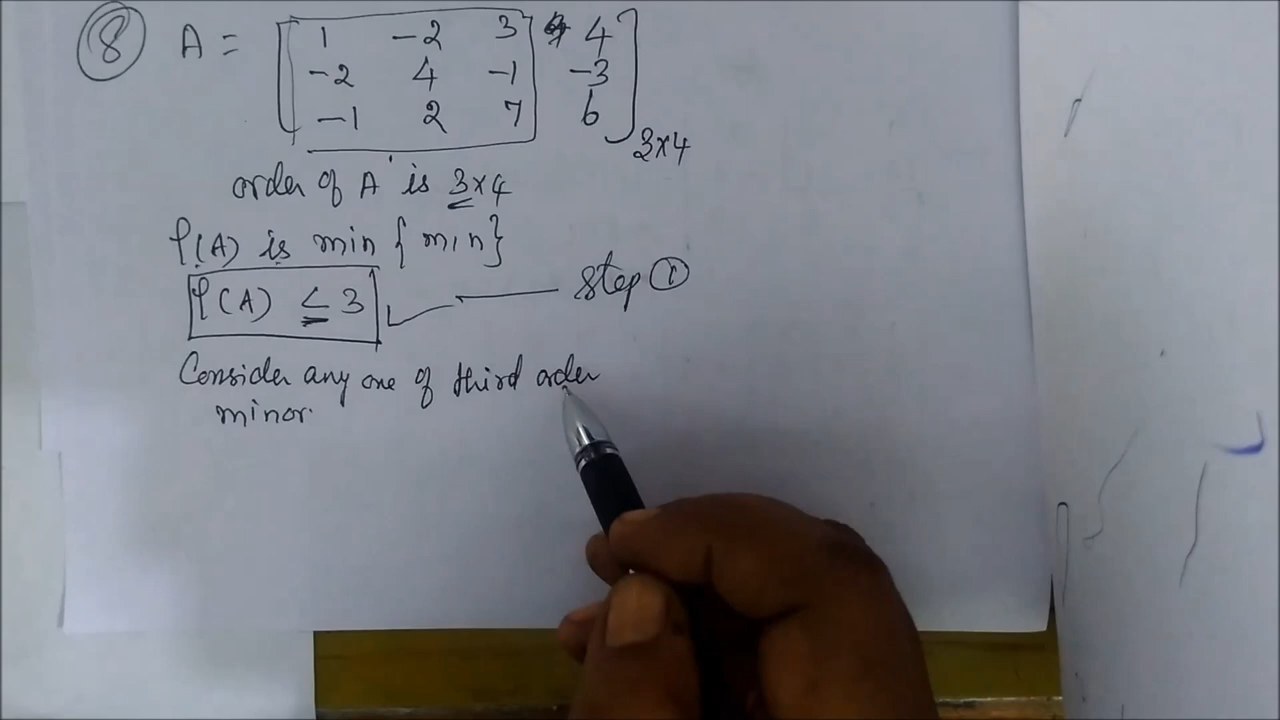 8 A = [ 1 -2 3 4
-2 4 -1 -3
-1 2 7 6 ] 3x4
order of A is 3x4
ρ(A) is min { m, n }
ρ(A) ≤ 3 step 1
Consider any one of third order
minor.